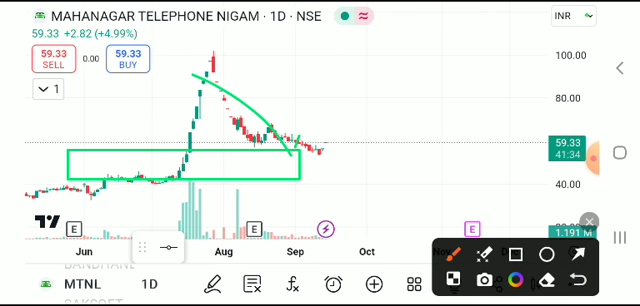 MAHANAGAR TELEPHONE NIGAM · 1D · NSE
INR
59.33 +2.82 (+4.99%)
59.33
SELL
0.00
59.33
BUY
1
100.00
80.00
59.33
41:34
40.00
1.191 M
E
E
E
Jun
Aug
Sep
Oct
MTNL
1D